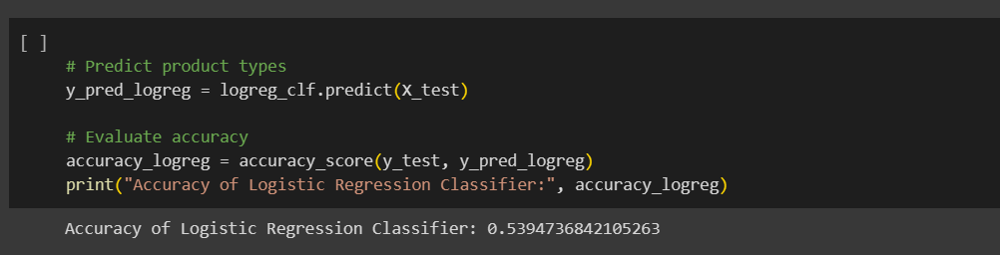 [ ]
# Predict product types
y_pred_logreg = logreg_clf.predict(X_test)
# Evaluate accuracy
accuracy_logreg = accuracy_score(y_test, y_pred_logreg)
print("Accuracy of Logistic Regression Classifier:", accuracy_logreg)
Accuracy of Logistic Regression Classifier: 0.5394736842105263